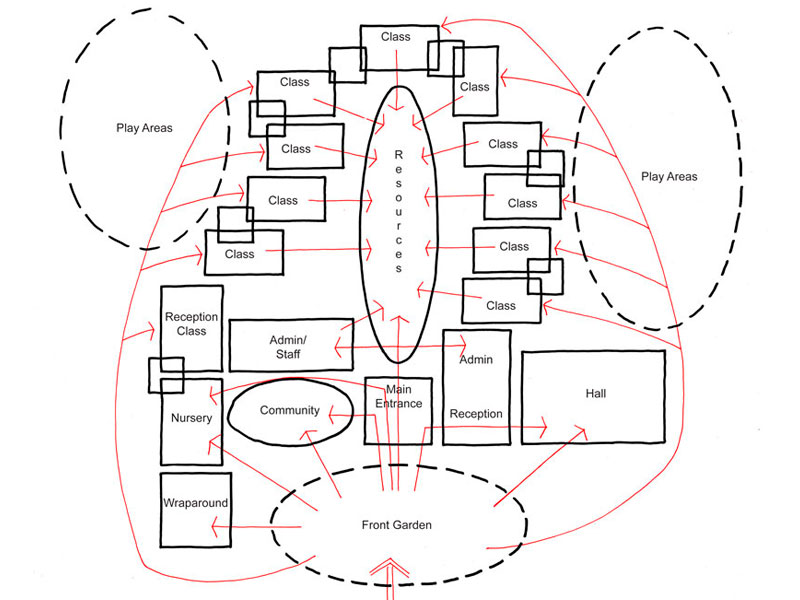 Class
Class
Class
Play Areas
Class
Class
Play Areas
Resources
Class
Class
Class
Class
Class
Reception
Class
Admin/
Staff
Admin
Main
Entrance
Hall
Nursery
Community
Reception
Wraparound
Front Garden